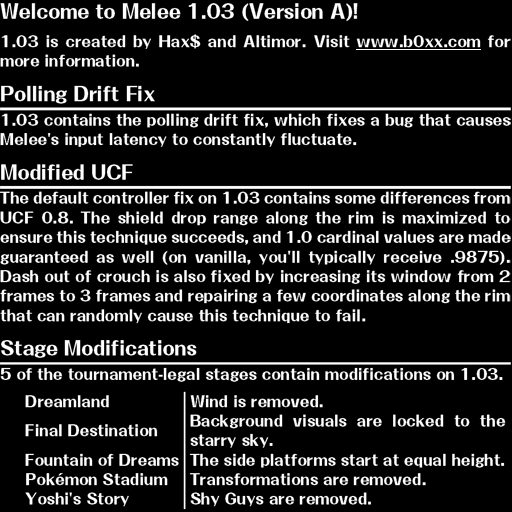 Welcome to Melee 1.03 (Version A)!
1.03 is created by Hax$ and Altimor. Visit www.b0xx.com for
more information.
Polling Drift Fix
1.03 contains the polling drift fix, which fixes a bug that causes
Melee's input latency to constantly fluctuate.
Modified UCF
The default controller fix on 1.03 contains some differences from
UCF 0.8. The shield drop range along the rim is maximized to
ensure this technique succeeds, and 1.0 cardinal values are made
guaranteed as well (on vanilla, you'll typically receive .9875).
Dash out of crouch is also fixed by increasing its window from 2
frames to 3 frames and repairing a few coordinates along the rim
that can randomly cause this technique to fail.
Stage Modifications
5 of the tournament-legal stages contain modifications on 1.03.
Dreamland Wind is removed.
Final Destination Background visuals are locked to the
starry sky.
Fountain of Dreams The side platforms start at equal height.
Pokémon Stadium Transformations are removed.
Yoshi's Story Shy Guys are removed.